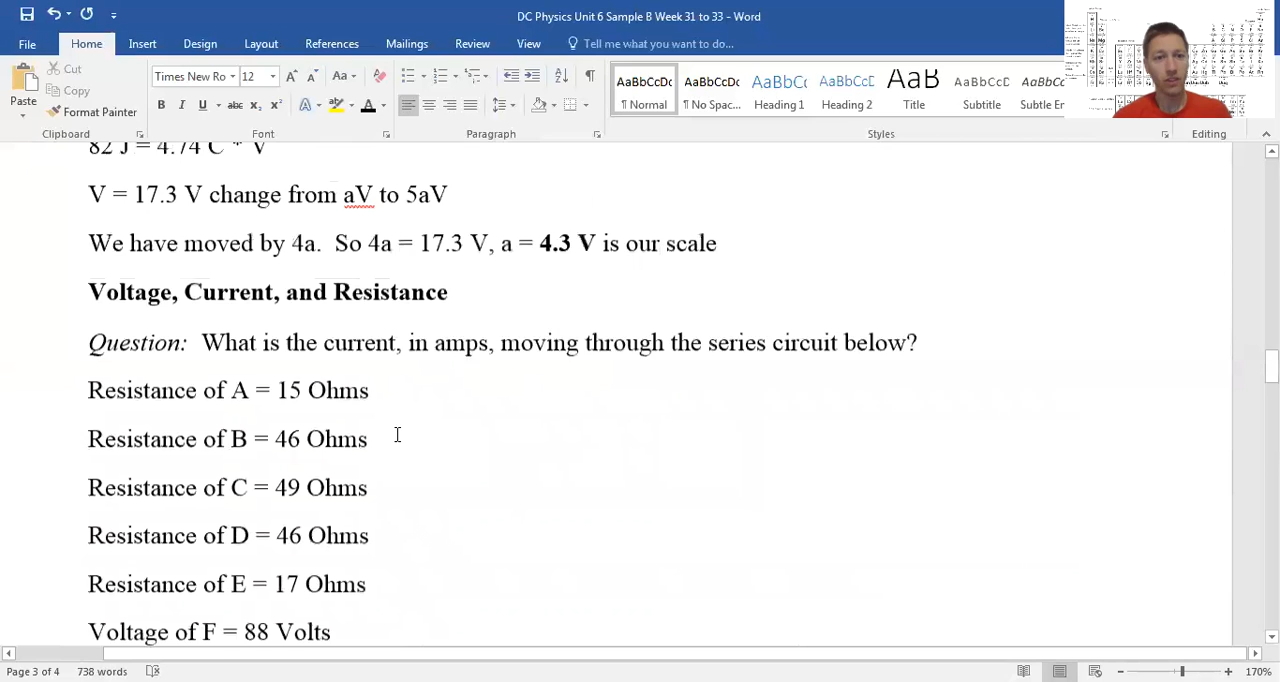 DC Physics Unit 6 Sample B Week 31 to 33 - Word
File Home Insert Design Layout References Mailings Review View Tell me what you want to do...
Paste
Cut
Copy
Format Painter
Clipboard
Times New Ro 12
Font
Paragraph
AaBbCcDc AaBbCcDc AaBbC( AaBbCcC AaB AaBbCcD AaBbCcDc
¶ Normal ¶ No Spac... Heading 1 Heading 2 Title Subtitle Subtle En
Styles
Editing
82 J = 4.74 C * V
V = 17.3 V change from aV to 5aV
We have moved by 4a. So 4a = 17.3 V, a = 4.3 V is our scale
Voltage, Current, and Resistance
Question: What is the current, in amps, moving through the series circuit below?
Resistance of A = 15 Ohms
Resistance of B = 46 Ohms
Resistance of C = 49 Ohms
Resistance of D = 46 Ohms
Resistance of E = 17 Ohms
Voltage of F = 88 Volts
Page 3 of 4 738 words 170%